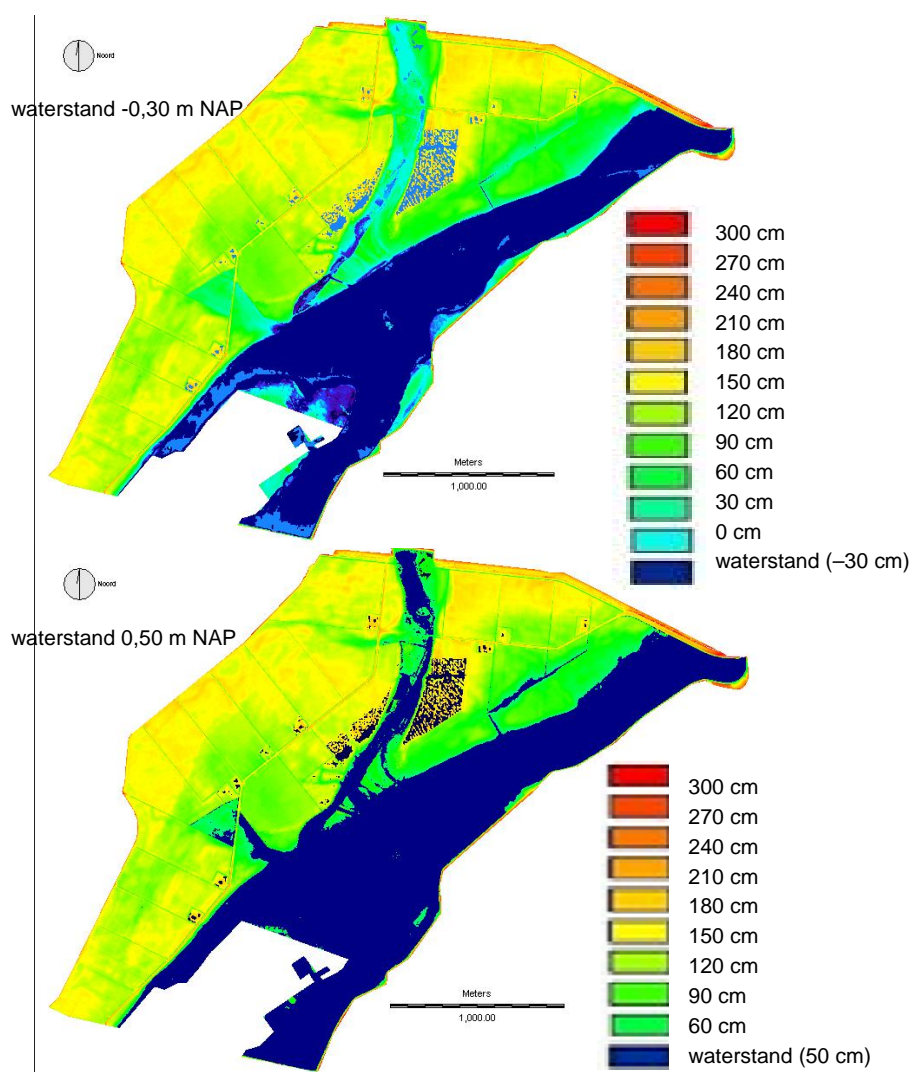 Noord
waterstand -0,30 m NAP
300 cm
270 cm
240 cm
210 cm
180 cm
150 cm
120 cm
90 cm
60 cm
30 cm
0 cm
waterstand (–30 cm)
Meters
1,000.00
Noord
waterstand 0,50 m NAP
300 cm
270 cm
240 cm
210 cm
180 cm
150 cm
120 cm
90 cm
60 cm
waterstand (50 cm)
Meters
1,000.00